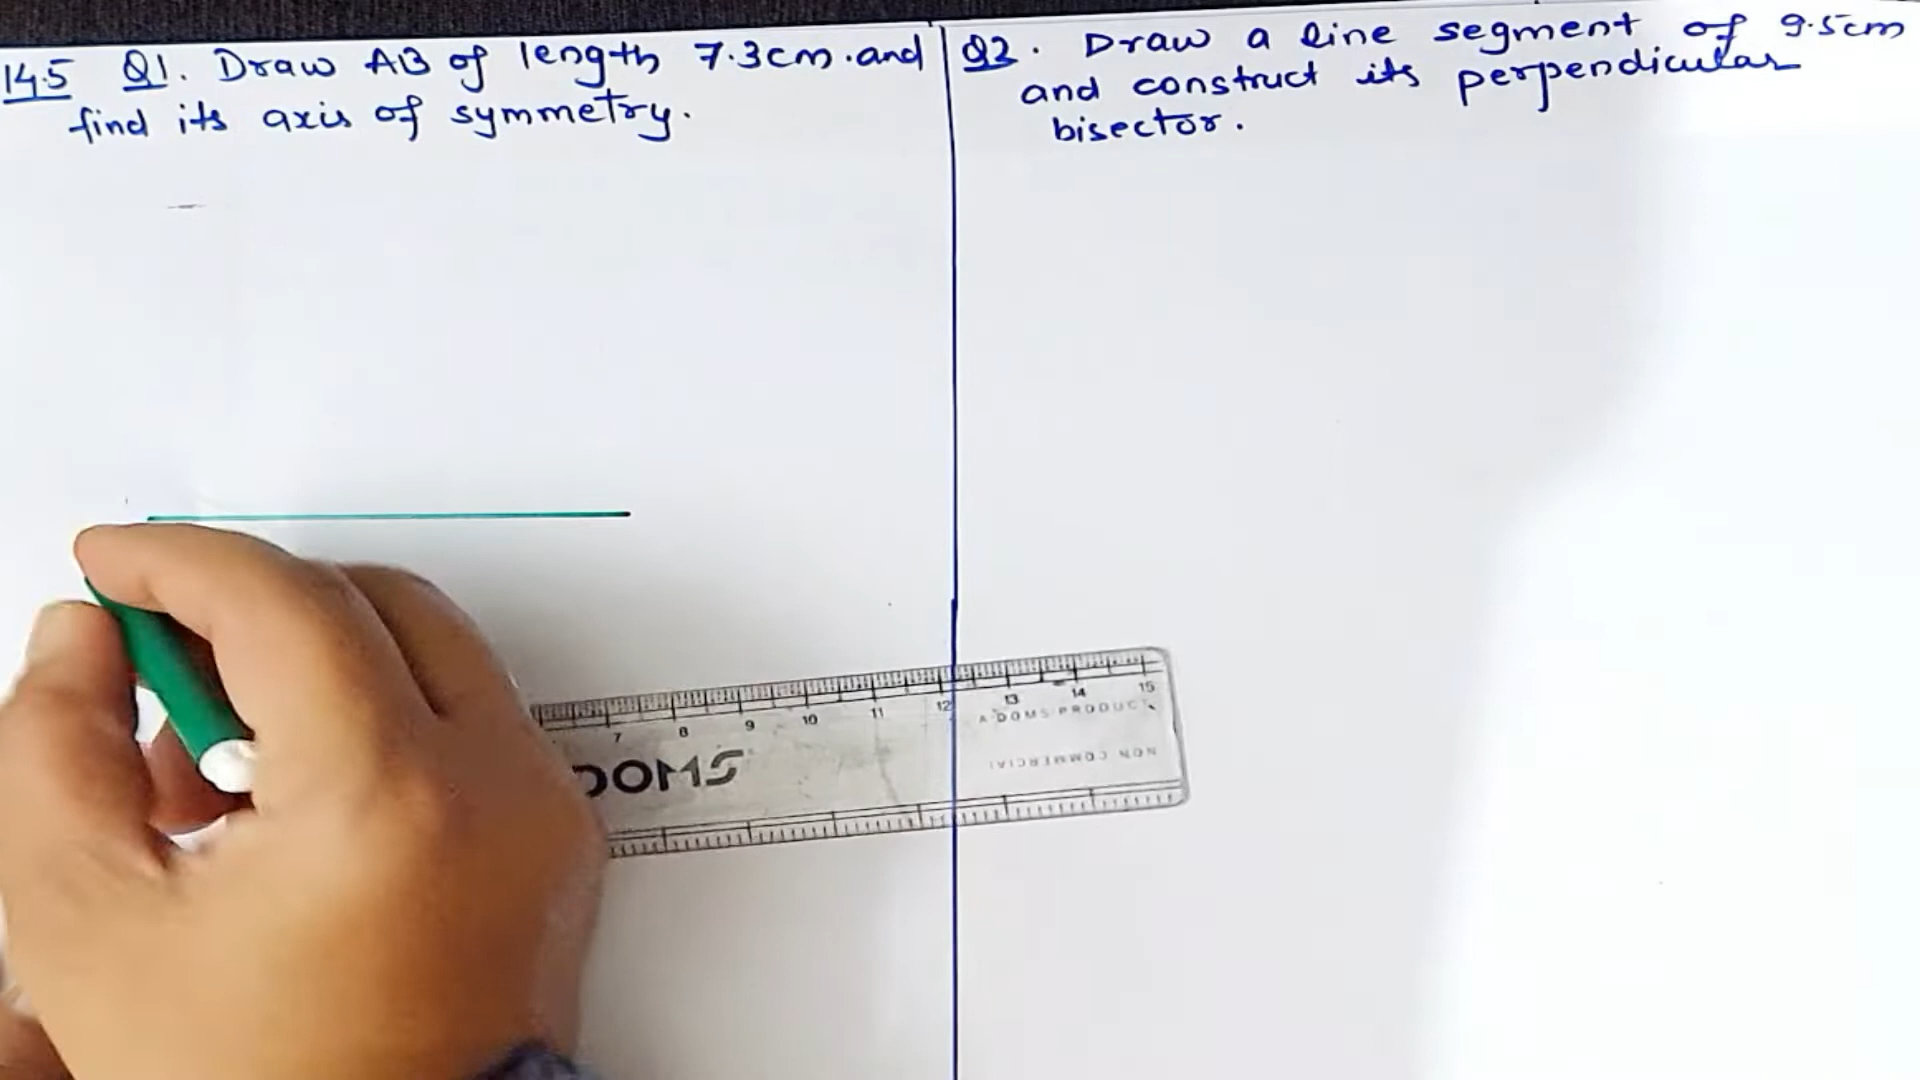 14.5 Q1. Draw AB of length 7.3cm.and
find its axis of symmetry.
Q2. Draw a line segment of 9.5cm
and construct its perpendicular
bisector.
7 8 9 10 11 12 13 14 15
A-DOMS PRODUCT
NON COMMERCIAL
OOMS